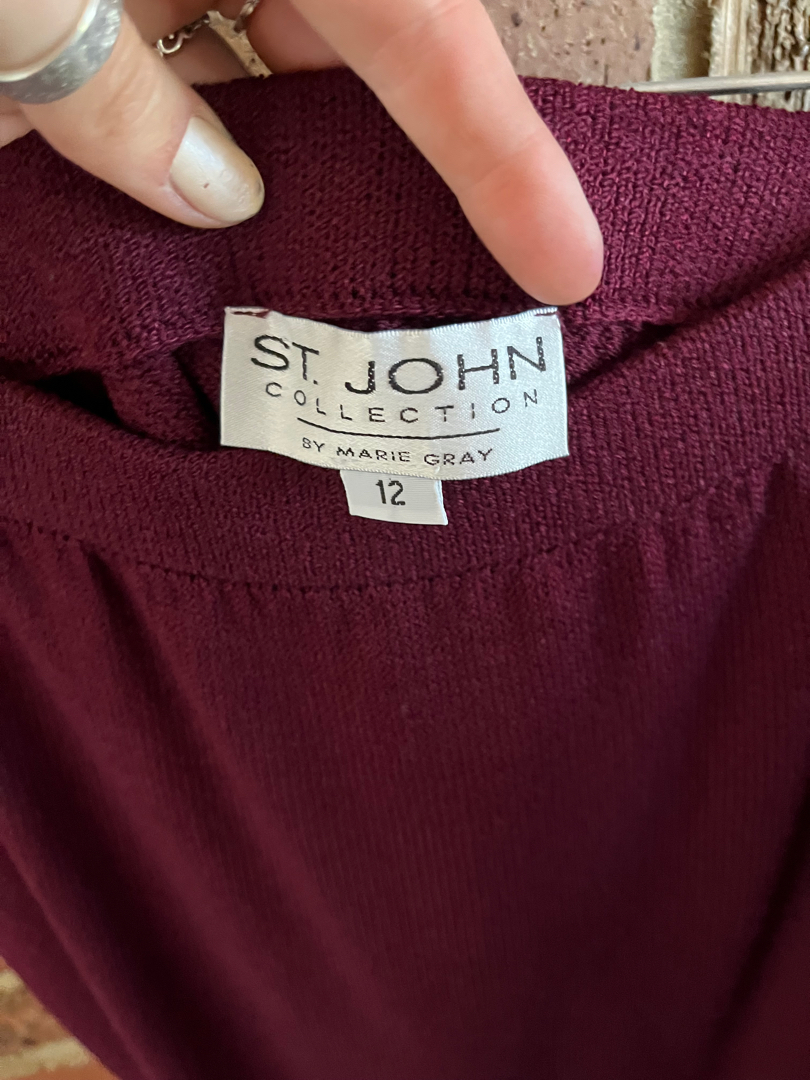 ST. JOHN
COLLECTION
BY MARIE GRAY
12